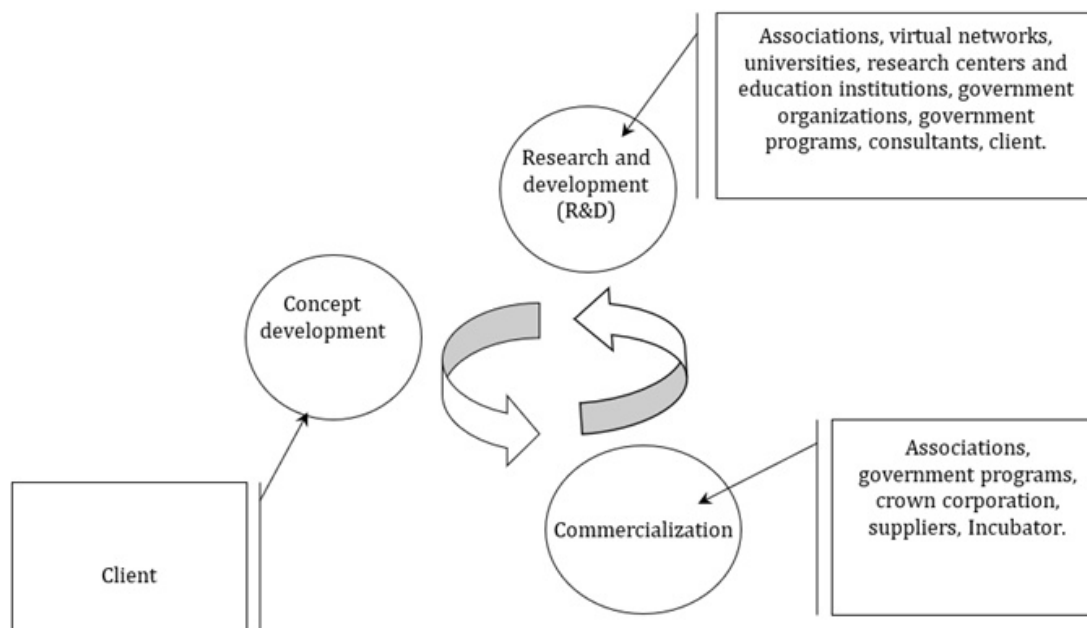 Associations, virtual networks,
universities, research centers and
education institutions, government
organizations, government
programs, consultants, client.
Research and
development
(R&D)
Concept
development
Associations,
government programs,
crown corporation,
suppliers, Incubator.
Commercialization
Client